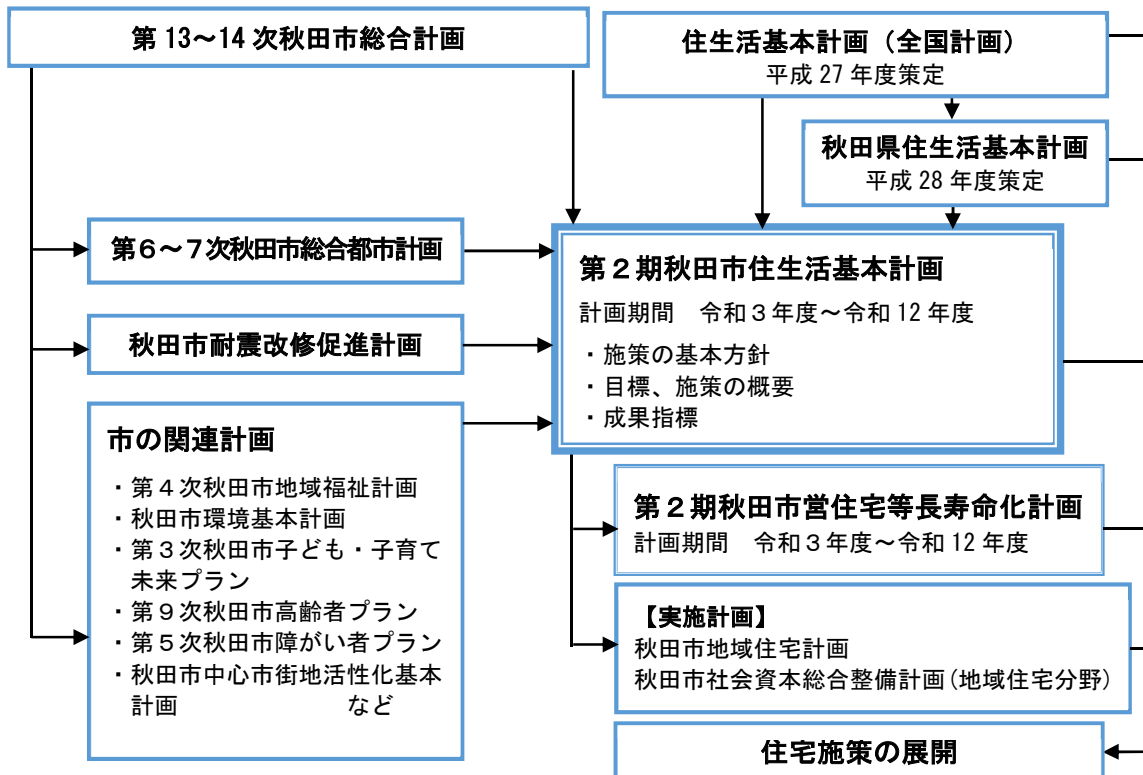 第13~14次秋田市総合計画
住生活基本計画（全国計画）
平成27年度策定
秋田県住生活基本計画
平成28年度策定
第６～７次秋田市総合都市計画
秋田市耐震改修促進計画
市の関連計画
・第４次秋田市地域福祉計画
・秋田市環境基本計画
・第３次秋田市子ども・子育て
未来プラン
・第９次秋田市高齢者プラン
・第５次秋田市障がい者プラン
・秋田市中心市街地活性化基本
計画　など
第２期秋田市住生活基本計画
計画期間　令和３年度～令和12年度
・施策の基本方針
・目標、施策の概要
・成果指標
第２期秋田市営住宅等長寿命化計画
計画期間　令和３年度～令和12年度
【実施計画】
秋田市地域住宅計画
秋田市社会資本総合整備計画(地域住宅分野)
住宅施策の展開